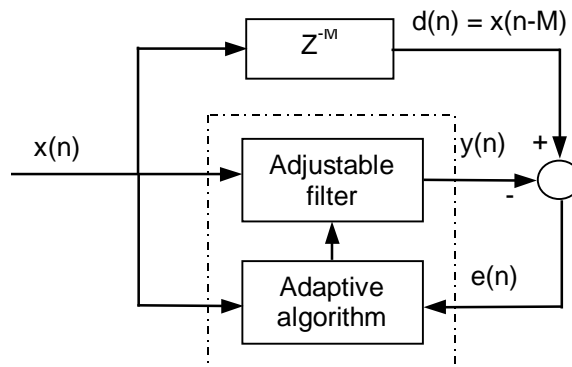 Z-M
d(n) = x(n-M)
x(n)
Adjustable
filter
y(n)
+
-
Adaptive
algorithm
e(n)